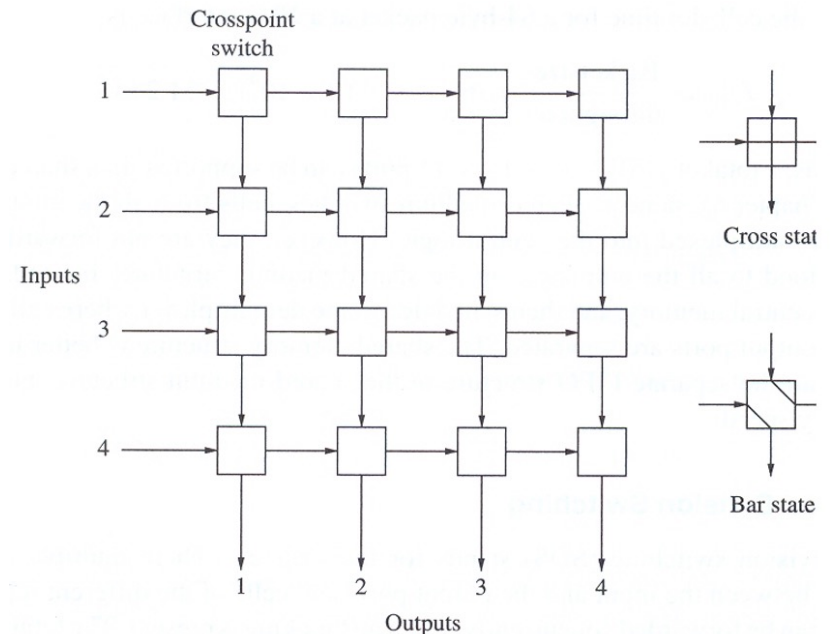 Crosspoint
switch
1
2
Inputs
3
4
1 2 3 4
Outputs
Cross stat
Bar state